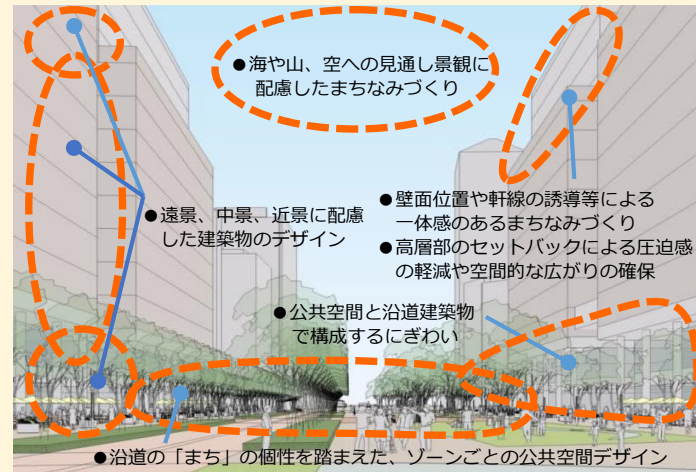 ●海や山、空への見通し景観に
配慮したまちなみづくり
●遠景、中景、近景に配慮
した建築物のデザイン
●壁面位置や軒線の誘導等による
一体感のあるまちなみづくり
●高層部のセットバックによる圧迫感
の軽減や空間的な広がりの確保
●公共空間と沿道建築物
で構成するにぎわい
●沿道の「まち」の個性を踏まえた、ゾーンごとの公共空間デザイン